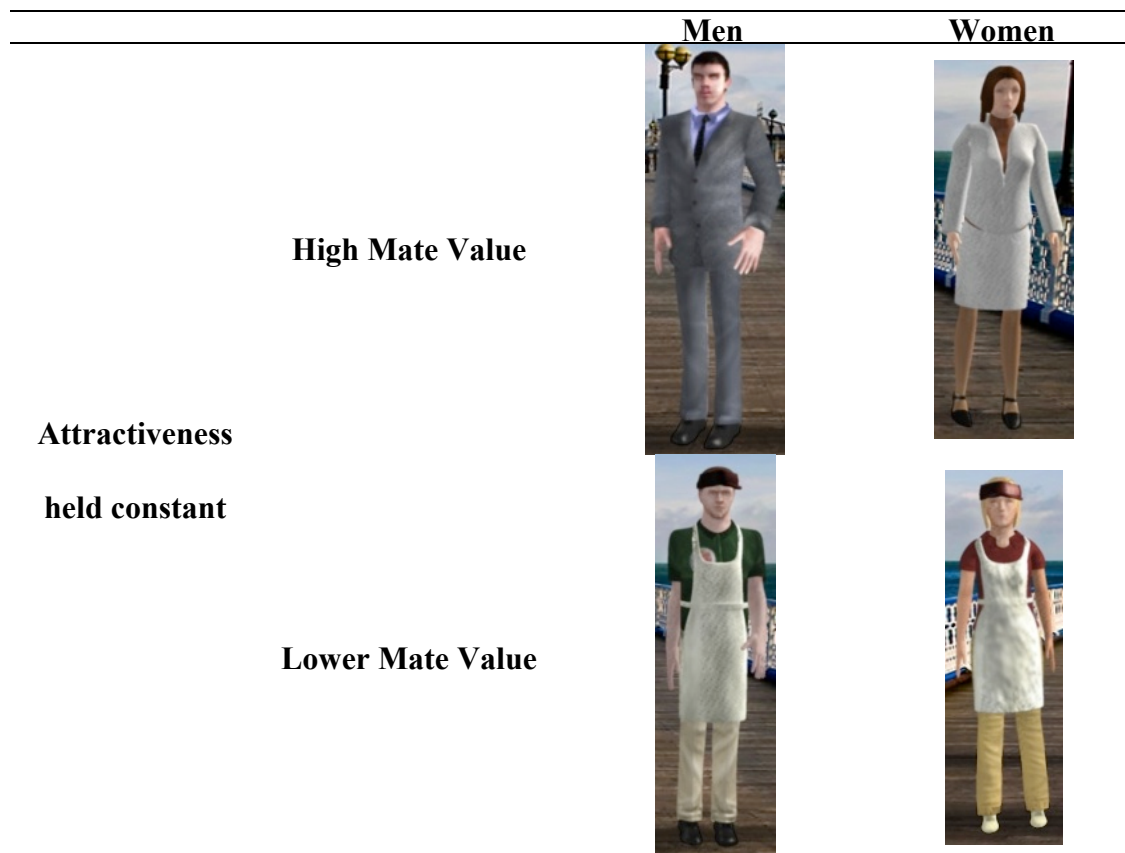 Men Women
High Mate Value
Attractiveness
held constant
Lower Mate Value